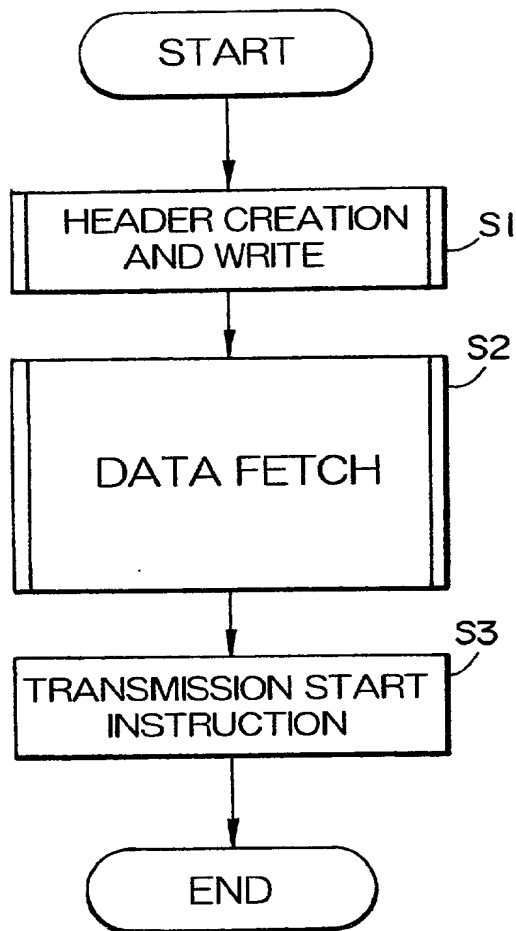 START
HEADER CREATION
AND WRITE
S1
S2
DATA FETCH
S3
TRANSMISSION START
INSTRUCTION
END